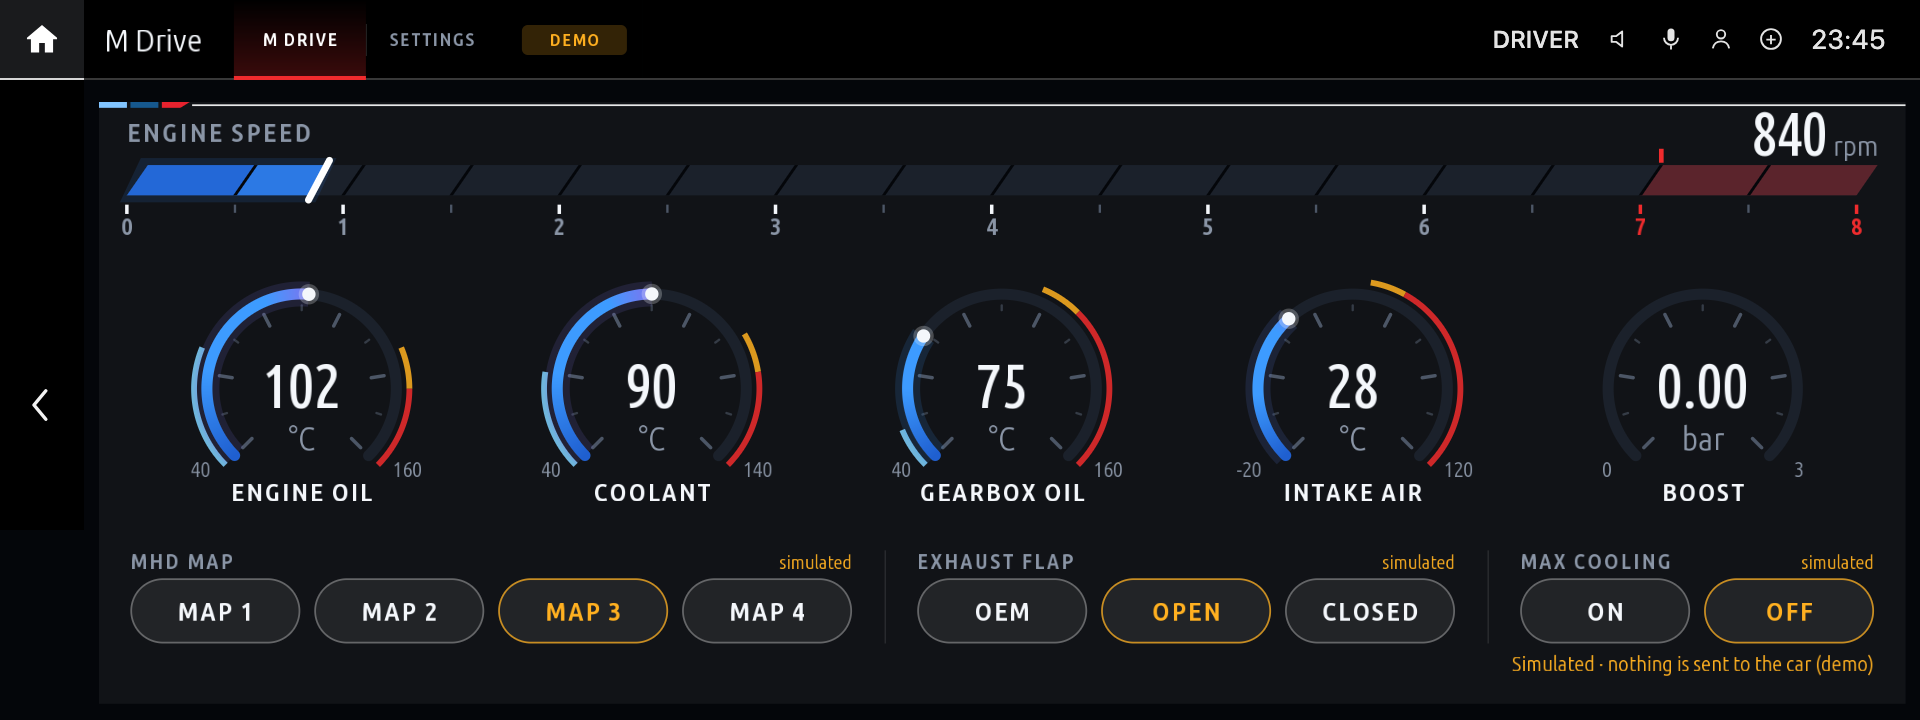 M Drive
M DRIVE
SETTINGS
DEMO
DRIVER
23:45
ENGINE SPEED
840 rpm
0 1 2 3 4 5 6 7 8
102
°C
40 160
ENGINE OIL
90
°C
40 140
COOLANT
75
°C
40 160
GEARBOX OIL
28
°C
-20 120
INTAKE AIR
0.00
bar
0 3
BOOST
MHD MAP simulated
MAP 1 MAP 2 MAP 3 MAP 4
EXHAUST FLAP simulated
OEM OPEN CLOSED
MAX COOLING simulated
ON OFF
Simulated · nothing is sent to the car (demo)